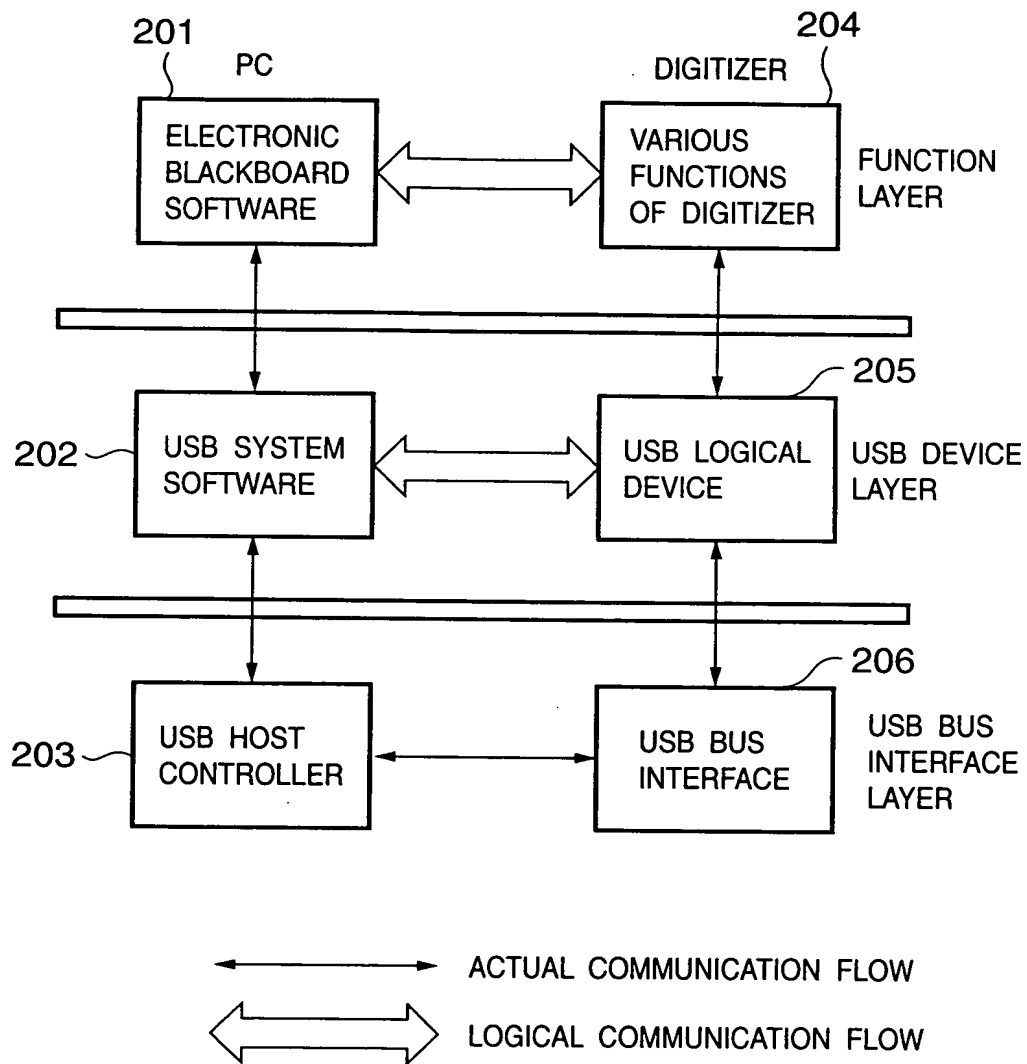 201
PC
204
DIGITIZER
ELECTRONIC
BLACKBOARD
SOFTWARE
VARIOUS
FUNCTIONS
OF DIGITIZER
FUNCTION
LAYER
205
202
USB SYSTEM
SOFTWARE
USB LOGICAL
DEVICE
USB DEVICE
LAYER
206
203
USB HOST
CONTROLLER
USB BUS
INTERFACE
USB BUS
INTERFACE
LAYER
ACTUAL COMMUNICATION FLOW
LOGICAL COMMUNICATION FLOW